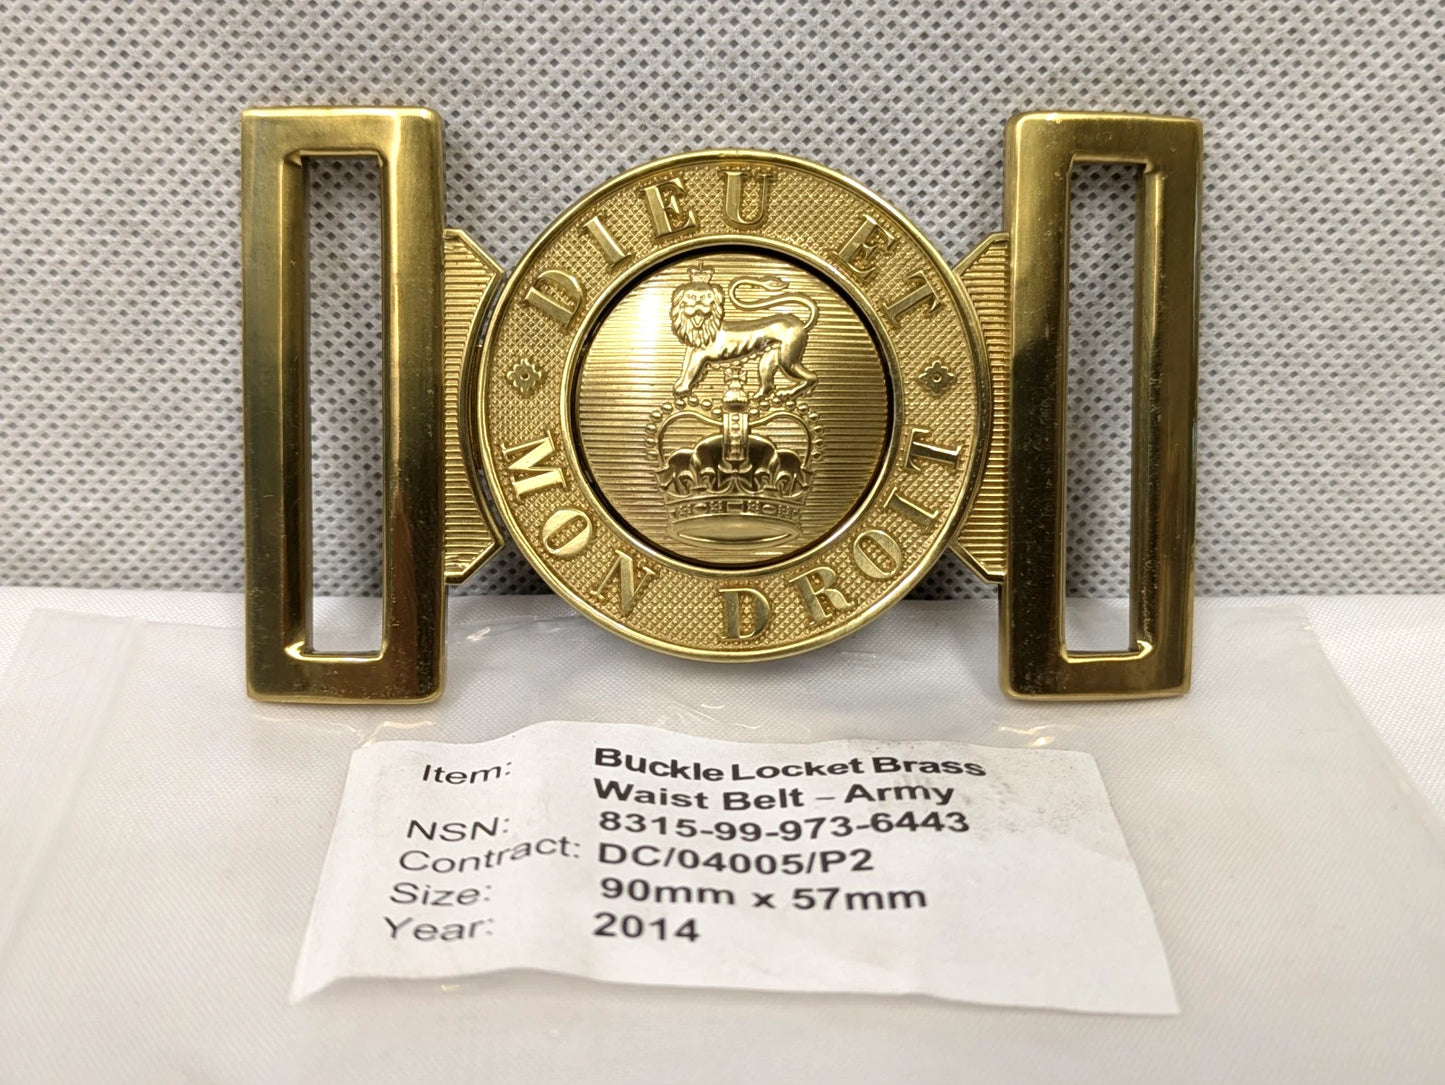 DIEU ET
MON DROIT
Item: Buckle Locket Brass
Waist Belt – Army
NSN: 8315-99-973-6443
Contract: DC/04005/P2
Size: 90mm x 57mm
Year: 2014